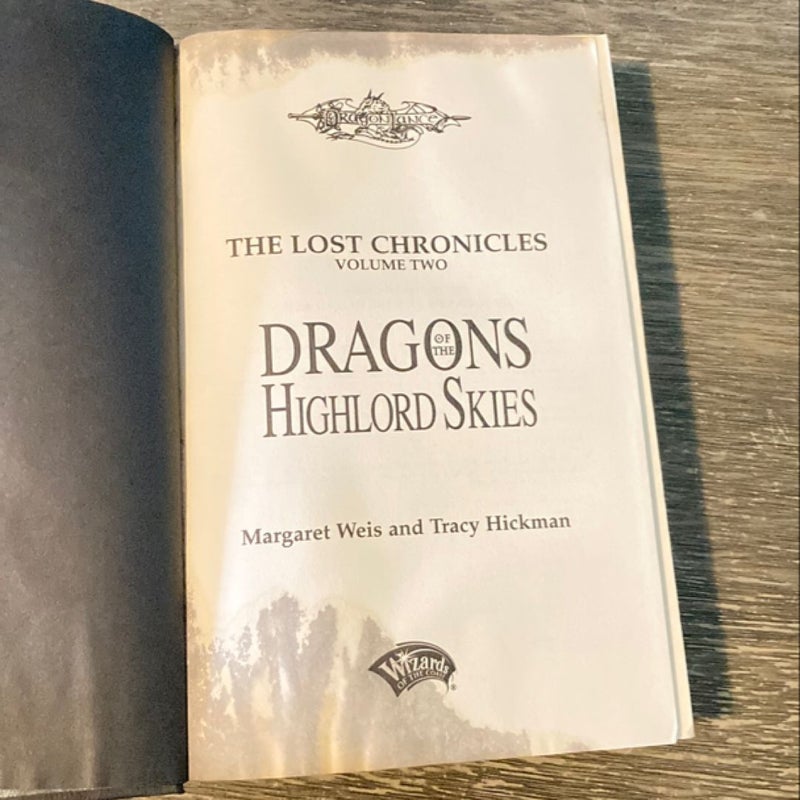 DRAGONLANCE
THE LOST CHRONICLES
VOLUME TWO
DRAGONS
OF
THE
HIGHLORD SKIES
Margaret Weis and Tracy Hickman
Wizards
OF THE COAST
®